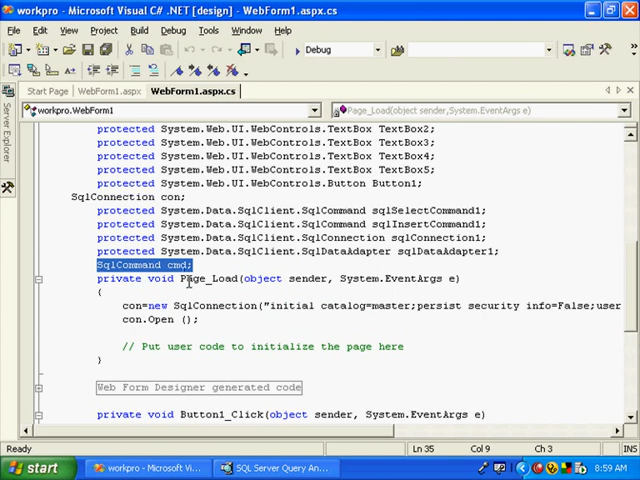 workpro - Microsoft Visual C# .NET [design] - WebForm1.aspx.cs
File Edit View Project Build Debug Tools Window Help
Debug
Start Page WebForm1.aspx WebForm1.aspx.cs
workpro.WebForm1 Page_Load(object sender,System.EventArgs e)
Server Explorer
protected System.Web.UI.WebControls.TextBox TextBox2;
protected System.Web.UI.WebControls.TextBox TextBox3;
protected System.Web.UI.WebControls.TextBox TextBox4;
protected System.Web.UI.WebControls.TextBox TextBox5;
protected System.Web.UI.WebControls.Button Button1;
SqlConnection con;
protected System.Data.SqlClient.SqlCommand sqlSelectCommand1;
protected System.Data.SqlClient.SqlCommand sqlInsertCommand1;
protected System.Data.SqlClient.SqlConnection sqlConnection1;
protected System.Data.SqlClient.SqlDataAdapter sqlDataAdapter1;
SqlCommand cmd;
private void Page_Load(object sender, System.EventArgs e)
{
con=new SqlConnection("initial catalog=master;persist security info=False;user
con.Open ();
// Put user code to initialize the page here
}
Web Form Designer generated code
private void Button1_Click(object sender, System.EventArgs e)
Ready Ln 35 Col 9 Ch 3
start workpro - Microsoft Vi... SQL Server Query An... 8:59 AM